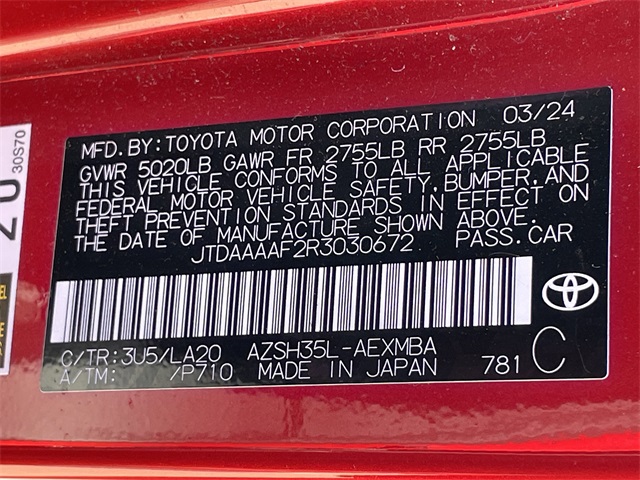 MFD.BY:TOYOTA MOTOR CORPORATION 03/24
GVWR 5020LB GAWR FR 2755LB RR 2755LB
THIS VEHICLE CONFORMS TO ALL APPLICABLE
FEDERAL MOTOR VEHICLE SAFETY,BUMPER,AND
THEFT PREVENTION STANDARDS IN EFFECT ON
THE DATE OF MANUFACTURE SHOWN ABOVE.
JTDAAAAF2R3030672 PASS.CAR
C/TR:3U5/LA20 AZSH35L-AEXMBA
A/TM: /P710 MADE IN JAPAN 781 C
30S70
20